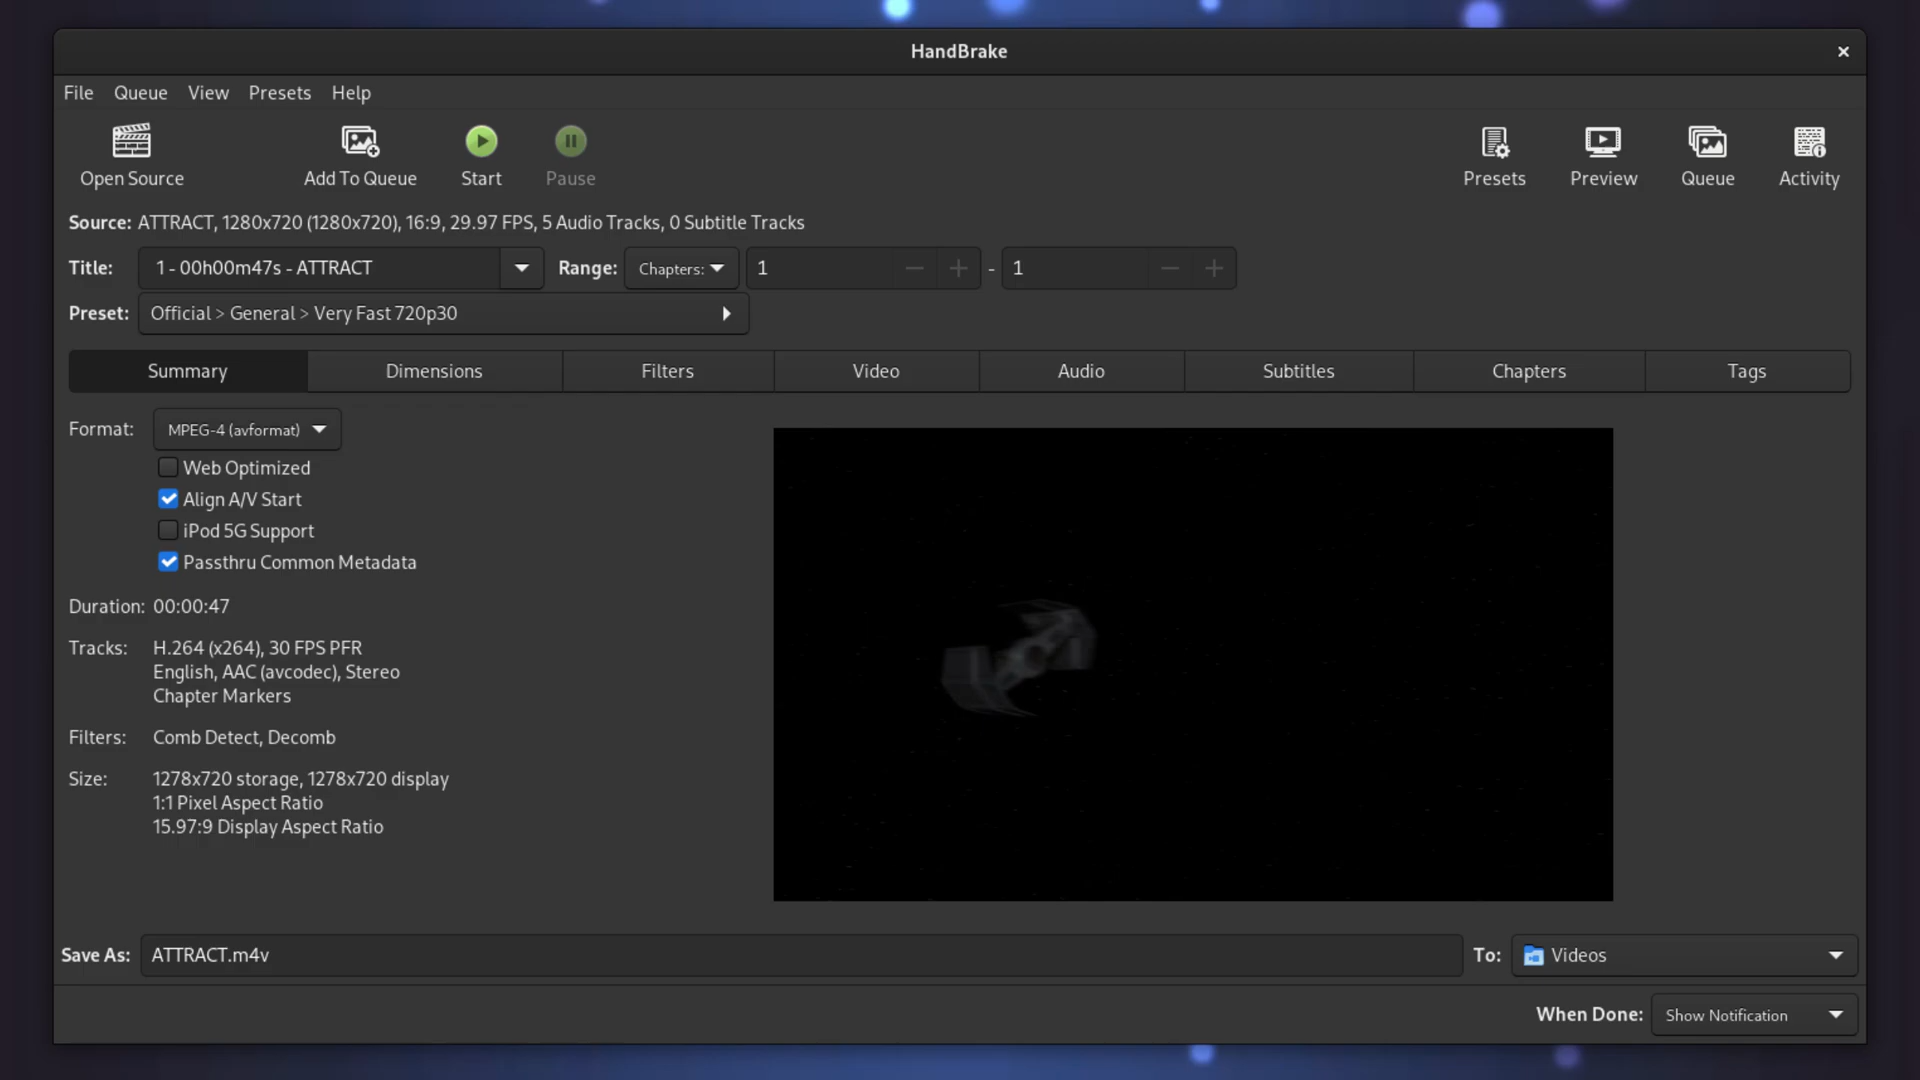 HandBrake
File Queue View Presets Help
Open Source Add To Queue Start Pause Presets Preview Queue Activity
Source: ATTRACT, 1280x720 (1280x720), 16:9, 29.97 FPS, 5 Audio Tracks, 0 Subtitle Tracks
Title: 1 - 00h00m47s - ATTRACT Range: Chapters: 1 - 1
Preset: Official > General > Very Fast 720p30
Summary Dimensions Filters Video Audio Subtitles Chapters Tags
Format: MPEG-4 (avformat)
Web Optimized
Align A/V Start
iPod 5G Support
Passthru Common Metadata
Duration: 00:00:47
Tracks: H.264 (x264), 30 FPS PFR
English, AAC (avcodec), Stereo
Chapter Markers
Filters: Comb Detect, Decomb
Size: 1278x720 storage, 1278x720 display
1:1 Pixel Aspect Ratio
15.97:9 Display Aspect Ratio
Save As: ATTRACT.m4v To: Videos
When Done: Show Notification